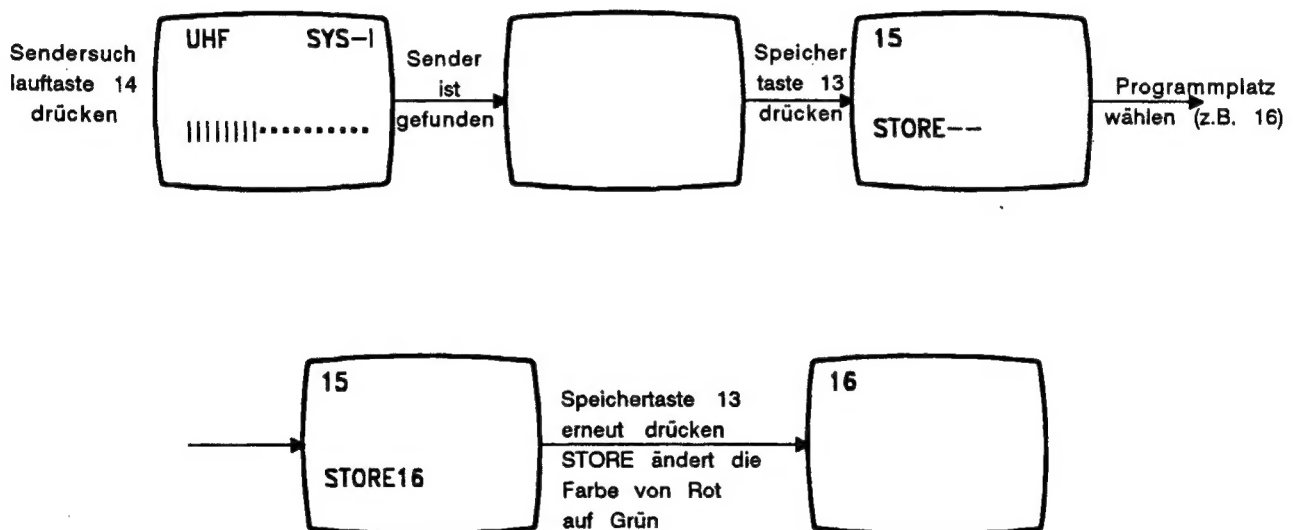 Sendersuch
lauftaste 14
drücken
UHF SYS-I
Sender
ist
gefunden
Speicher
taste 13
drücken
15
STORE--
Programmplatz
wählen (z.B. 16)
15
STORE16
Speichertaste 13
erneut drücken
STORE ändert die
Farbe von Rot
auf Grün
16